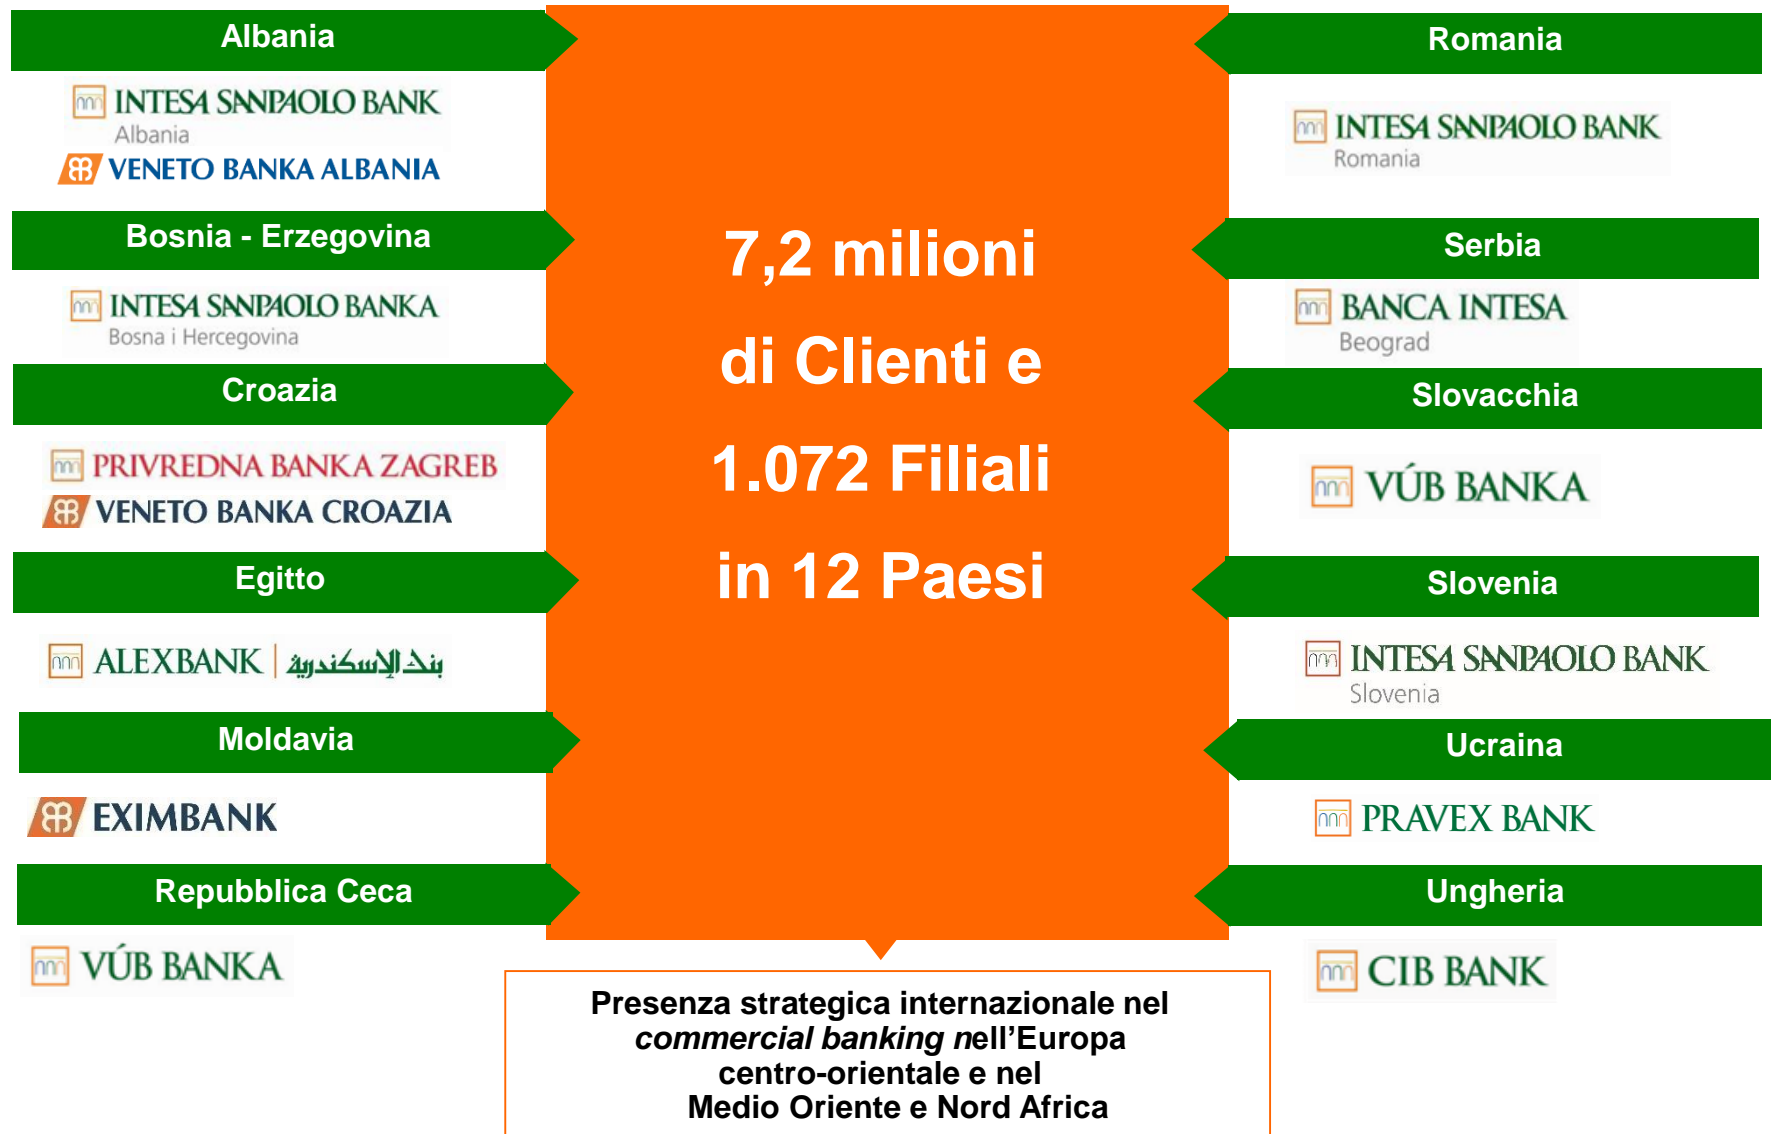 Albania
INTESA SANPAOLO BANK
Albania
VENETO BANKA ALBANIA
Bosnia - Erzegovina
INTESA SANPAOLO BANKA
Bosna i Hercegovina
Croazia
PRIVREDNA BANKA ZAGREB
VENETO BANKA CROAZIA
Egitto
ALEXBANK | بنك الإسكندرية
Moldavia
EXIMBANK
Repubblica Ceca
VÚB BANKA
7,2 milioni
di Clienti e
1.072 Filiali
in 12 Paesi
Romania
INTESA SANPAOLO BANK
Romania
Serbia
BANCA INTESA
Beograd
Slovacchia
VÚB BANKA
Slovenia
INTESA SANPAOLO BANK
Slovenia
Ucraina
PRAVEX BANK
Ungheria
CIB BANK
Presenza strategica internazionale nel
commercial banking nell’Europa
centro-orientale e nel
Medio Oriente e Nord Africa